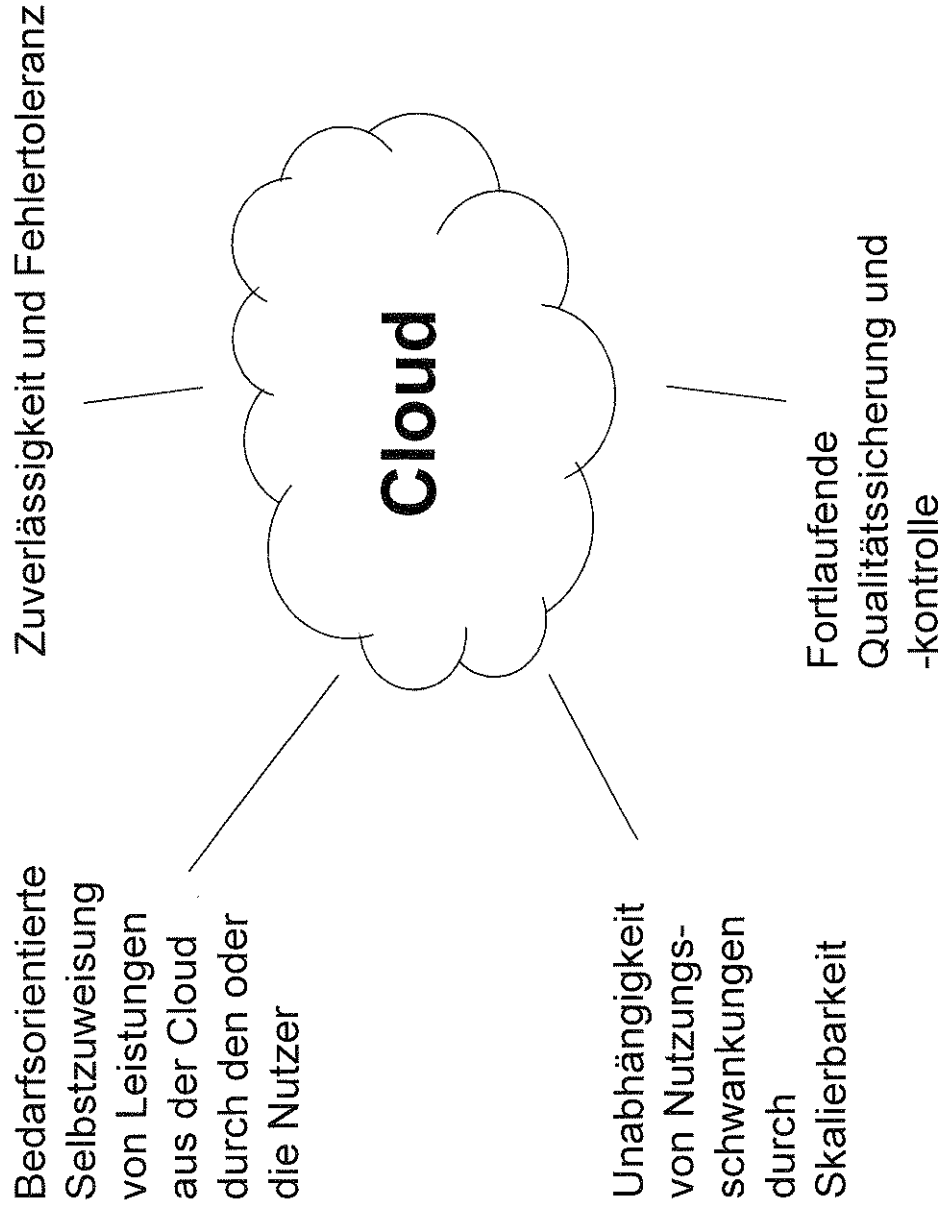 Bedarfsorientierte
Selbstzuweisung
von Leistungen
aus der Cloud
durch den oder
die Nutzer
Zuverlässigkeit und Fehlertoleranz
Cloud
Unabhängigkeit
von Nutzungs-
schwankungen
durch
Skalierbarkeit
Fortlaufende
Qualitätssicherung und
-kontrolle